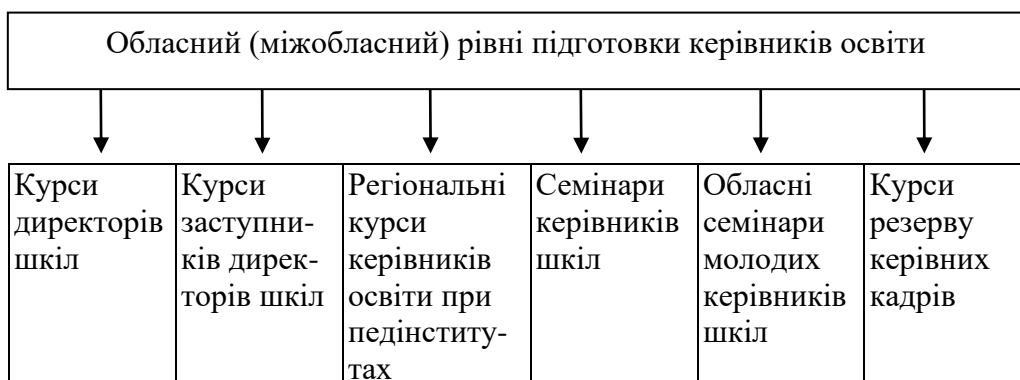 Обласний (міжобласний) рівні підготовки керівників освіти
Курси
директорів
шкіл
Курси
заступни-
ків дирек-
торів шкіл
Регіональні
курси
керівників
освіти при
педінститу-
тах
Семінари
керівників
шкіл
Обласні
семінари
молодих
керівників
шкіл
Курси
резерву
керівних
кадрів